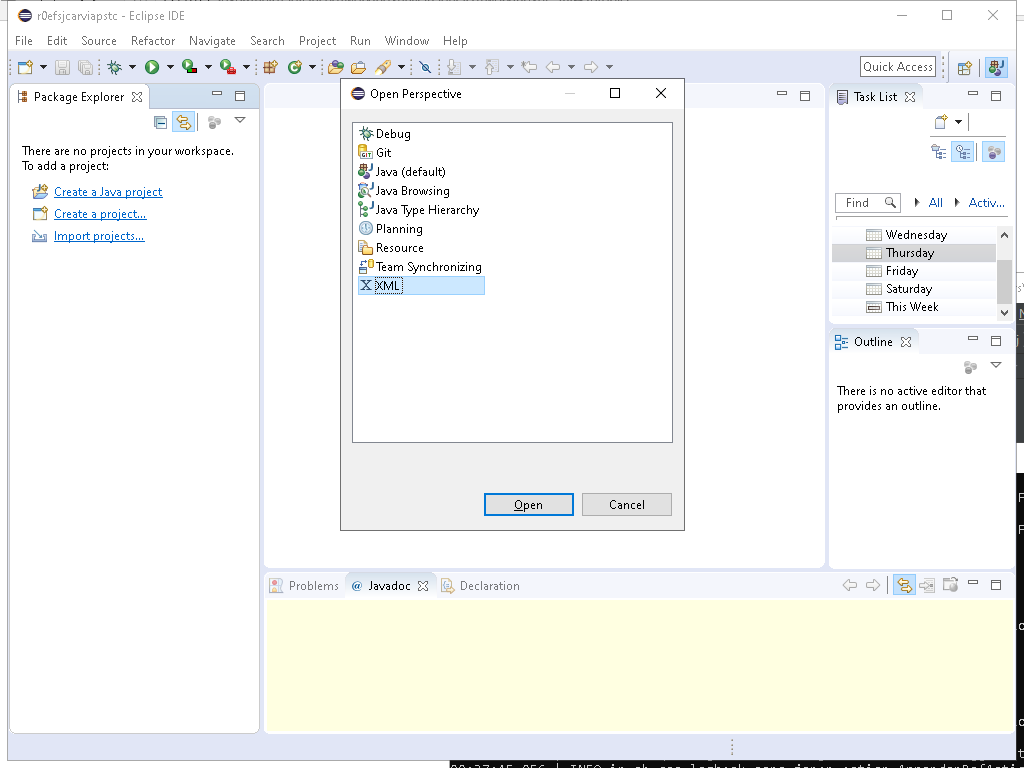 r0efsjcarviapstc - Eclipse IDE
File Edit Source Refactor Navigate Search Project Run Window Help
Quick Access
Package Explorer
There are no projects in your workspace.
To add a project:
Create a Java project
Create a project...
Import projects...
Open Perspective
Debug
Git
Java (default)
Java Browsing
Java Type Hierarchy
Planning
Resource
Team Synchronizing
XML
Open Cancel
Task List
Find All Activ...
Wednesday
Thursday
Friday
Saturday
This Week
Outline
There is no active editor that
provides an outline.
Problems @ Javadoc Declaration